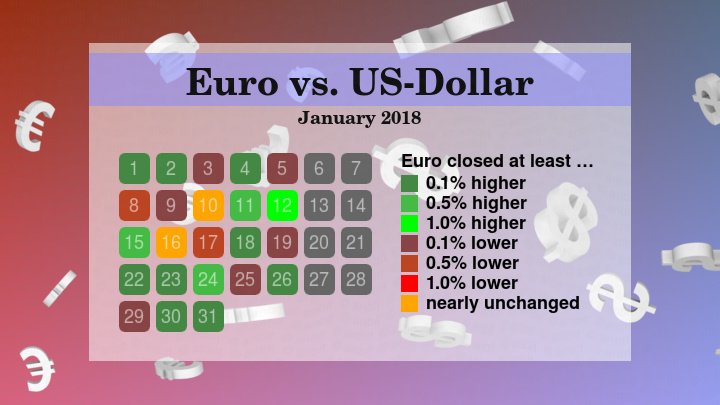 Euro vs. US-Dollar
January 2018
1 2 3 4 5 6 7
8 9 10 11 12 13 14
15 16 17 18 19 20 21
22 23 24 25 26 27 28
29 30 31
Euro closed at least …
0.1% higher
0.5% higher
1.0% higher
0.1% lower
0.5% lower
1.0% lower
nearly unchanged